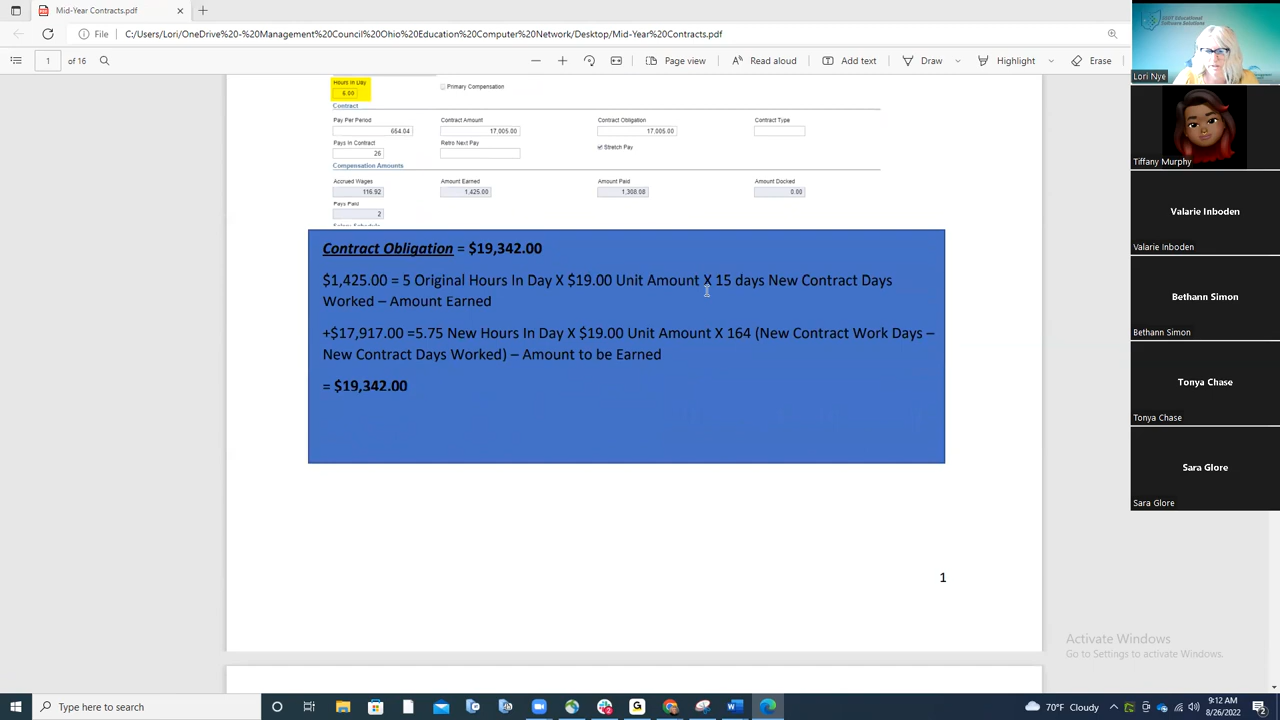 Mid-Year Contracts.pdf
File
C:/Users/Lori/OneDrive%20-%20Management%20Council%20Ohio%20Education%20Computer%20Network/Desktop/Mid-Year Contracts.pdf
1 of 19
Page view
Read aloud
Add text
Draw
Highlight
Erase
Hours In Day
6.00
Primary Compensation
Contract
Pay Per Period
Contract Amount
Contract Obligation
Contract Type
654.04
17,005.00
17,005.00
Pays In Contract
Retro Next Pay
Stretch Pay
26
Compensation Amounts
Accrued Wages
Amount Earned
Amount Paid
Amount Docked
116.92
1,425.00
1,308.08
0.00
Pays Paid
2
Contract Obligation = $19,342.00
$1,425.00 = 5 Original Hours In Day X $19.00 Unit Amount X 15 days New Contract Days
Worked – Amount Earned
+$17,917.00 =5.75 New Hours In Day X $19.00 Unit Amount X 164 (New Contract Work Days –
New Contract Days Worked) – Amount to be Earned
= $19,342.00
1
Lori Nye
Tiffany Murphy
Valarie Inboden
Valarie Inboden
Bethann Simon
Bethann Simon
Tonya Chase
Tonya Chase
Sara Glore
Sara Glore
Activate Windows
Go to Settings to activate Windows.
Type here to search
70°F Cloudy
9:12 AM
8/26/2022